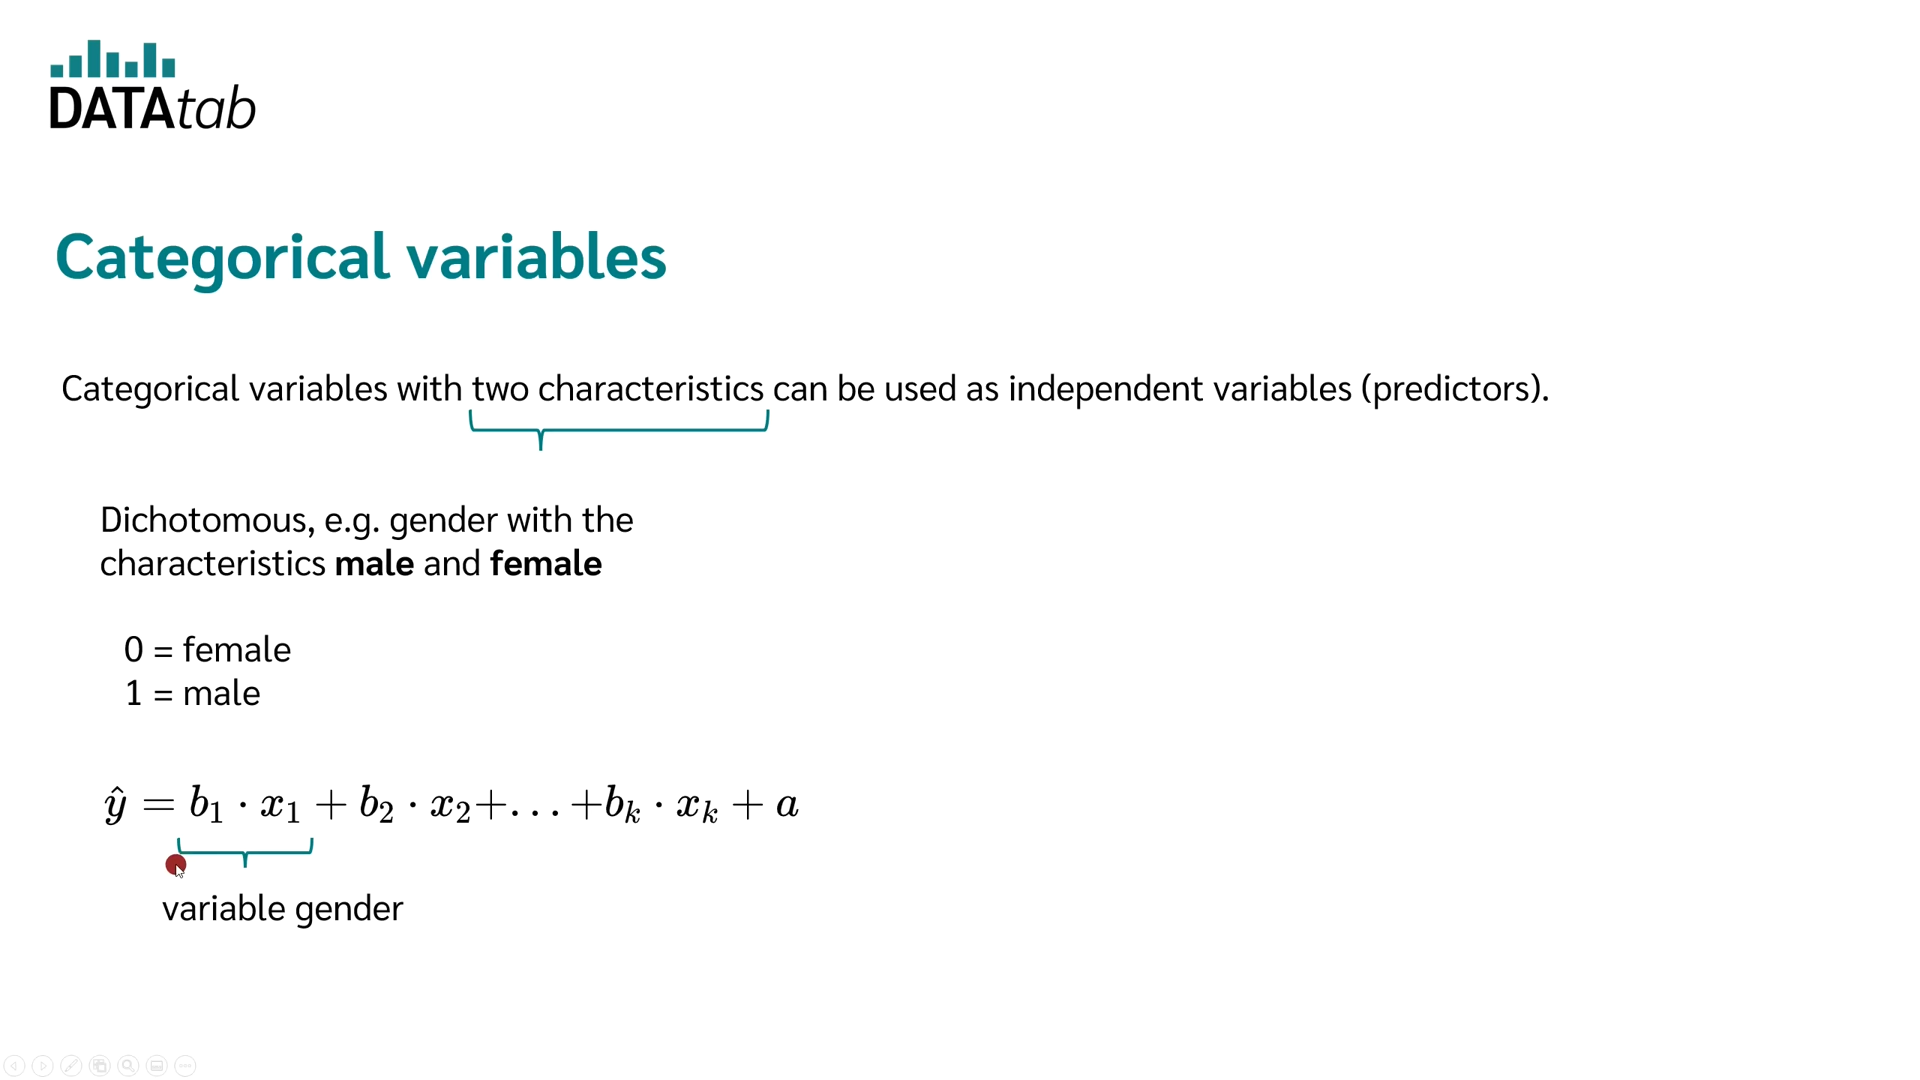 DATAtab
Categorical variables
Categorical variables with two characteristics can be used as independent variables (predictors).
Dichotomous, e.g. gender with the
characteristics male and female
0 = female
1 = male
ŷ = b₁ · x₁ + b₂ · x₂+. . . +bₖ · xₖ + a
variable gender